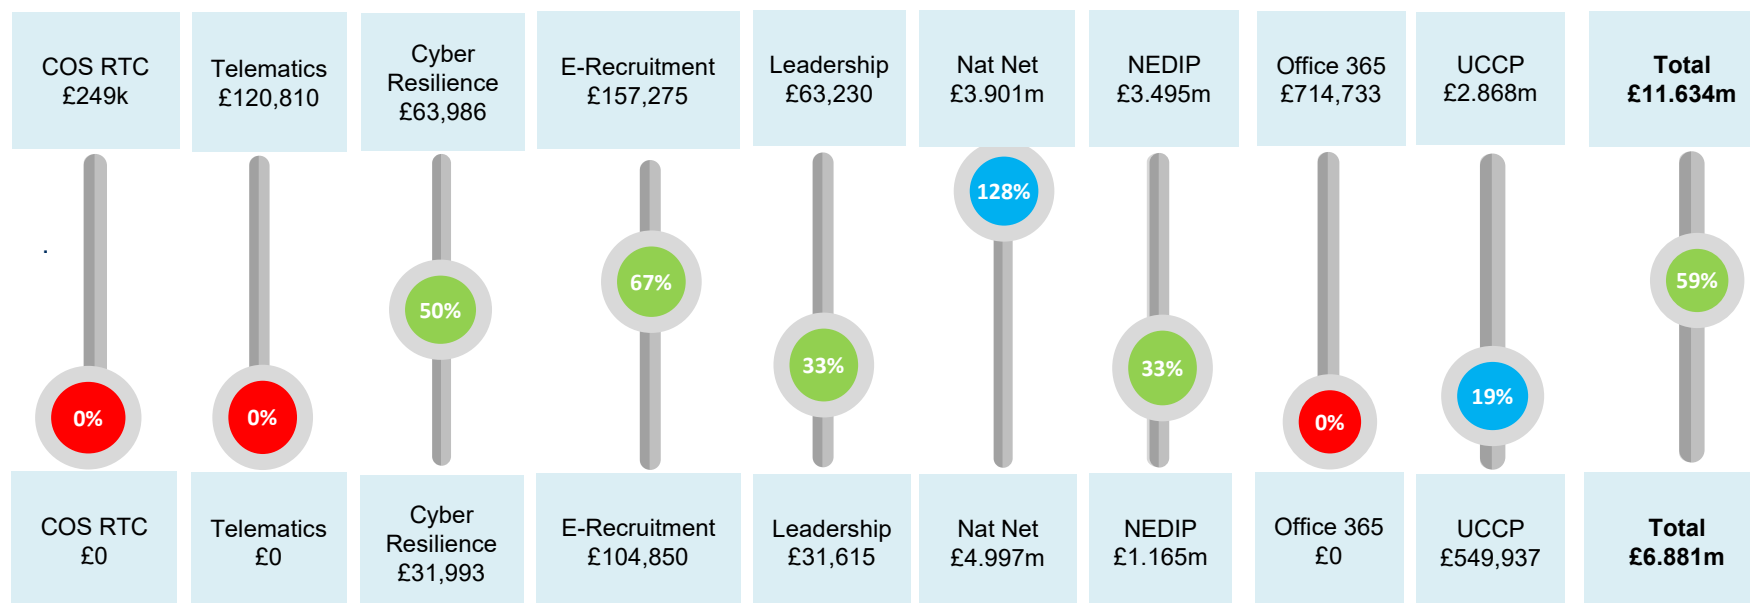 COS RTC
£249k
Telematics
£120,810
Cyber
Resilience
£63,986
E-Recruitment
£157,275
Leadership
£63,230
Nat Net
£3.901m
NEDIP
£3.495m
Office 365
£714,733
UCCP
£2.868m
Total
£11.634m
0%
0%
50%
67%
33%
128%
33%
0%
19%
59%
COS RTC
£0
Telematics
£0
Cyber
Resilience
£31,993
E-Recruitment
£104,850
Leadership
£31,615
Nat Net
£4.997m
NEDIP
£1.165m
Office 365
£0
UCCP
£549,937
Total
£6.881m